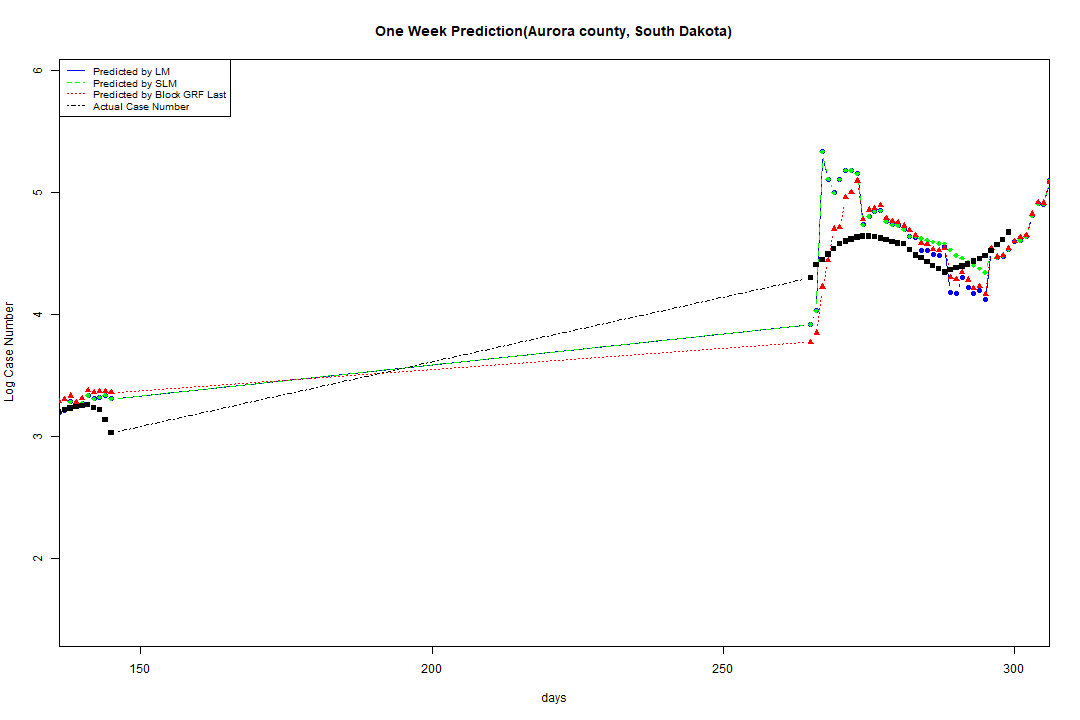 One Week Prediction(Aurora county, South Dakota)
Predicted by LM
Predicted by SLM
Predicted by Block GRF Last
Actual Case Number
6
5
4
3
2
Log Case Number
150
200
250
300
days